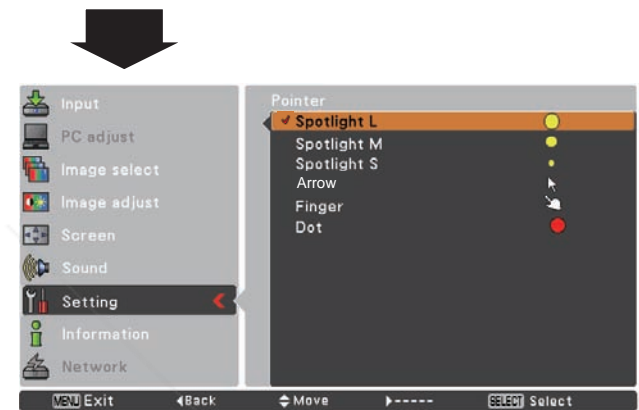 Input
PC adjust
Image select
Image adjust
Screen
Sound
Setting
Information
Network
Pointer
Spotlight L
Spotlight M
Spotlight S
Arrow
Finger
Dot
MENU Exit Back Move ----- SELECT Select